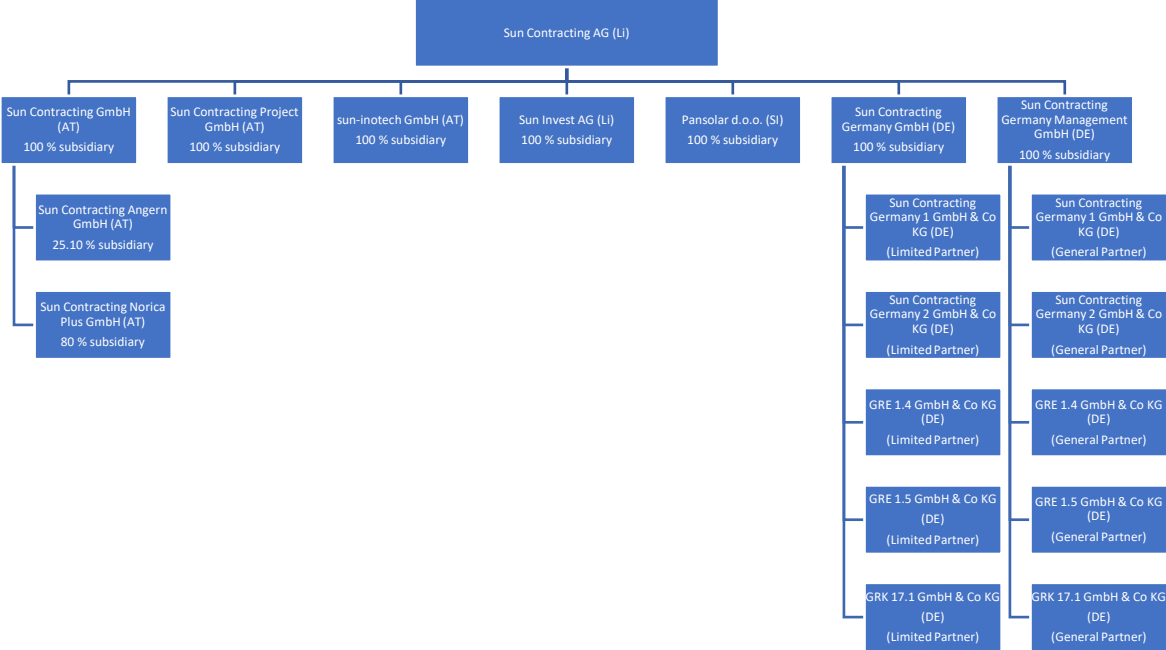 Sun Contracting AG (Li)
Sun Contracting GmbH
(AT)
100 % subsidiary
Sun Contracting Project
GmbH (AT)
100 % subsidiary
sun-inotech GmbH (AT)
100 % subsidiary
Sun Invest AG (Li)
100 % subsidiary
Pansolar d.o.o. (SI)
100 % subsidiary
Sun Contracting
Germany GmbH (DE)
100 % subsidiary
Sun Contracting
Germany Management
GmbH (DE)
100 % subsidiary
Sun Contracting Angern
GmbH (AT)
25.10 % subsidiary
Sun Contracting Norica
Plus GmbH (AT)
80 % subsidiary
Sun Contracting
Germany 1 GmbH & Co
KG (DE)
(Limited Partner)
Sun Contracting
Germany 2 GmbH & Co
KG (DE)
(Limited Partner)
GRE 1.4 GmbH & Co KG
(DE)
(Limited Partner)
GRE 1.5 GmbH & Co KG
(DE)
(Limited Partner)
GRK 17.1 GmbH & Co KG
(DE)
(Limited Partner)
Sun Contracting
Germany 1 GmbH & Co
KG (DE)
(General Partner)
Sun Contracting
Germany 2 GmbH & Co
KG (DE)
(General Partner)
GRE 1.4 GmbH & Co KG
(DE)
(General Partner)
GRE 1.5 GmbH & Co KG
(DE)
(General Partner)
GRK 17.1 GmbH & Co KG
(DE)
(General Partner)